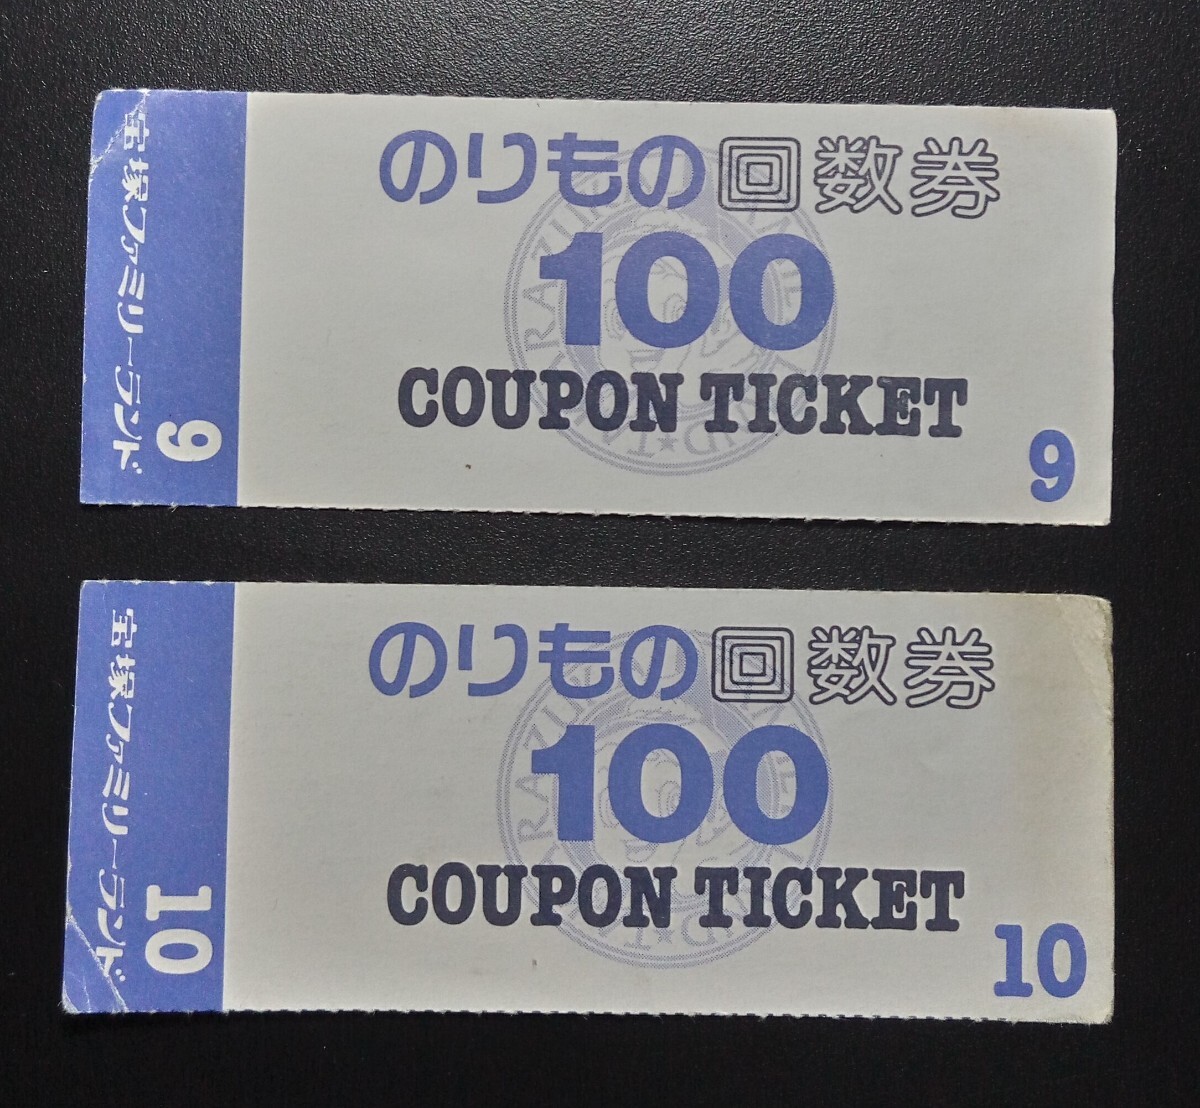 宝塚ファミリーランド
9
のりもの回数券
100
COUPON TICKET
9
宝塚ファミリーランド
10
のりもの回数券
100
COUPON TICKET
10